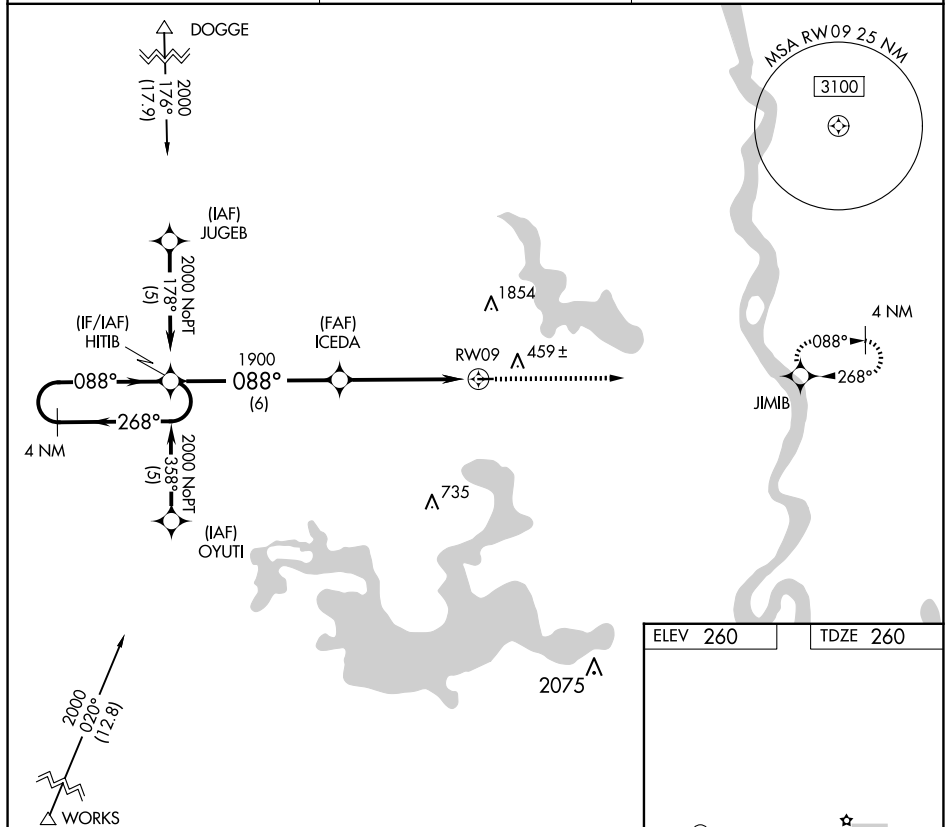 DOGGE
2000
176°
(17.9)
MSA RW09 25 NM
3100
(IAF)
JUGEB
2000 NoPT
178°
(5)
1854
(IF/IAF)
HITIB
(FAF)
ICEDA
4 NM
RW09
459 ±
088°
1900
088°
088°
(6)
268°
268°
JIMIB
4 NM
2000 NoPT
358°
(5)
735
(IAF)
OYUTI
ELEV 260
TDZE 260
2075
2000
020°
(12.8)
WORKS